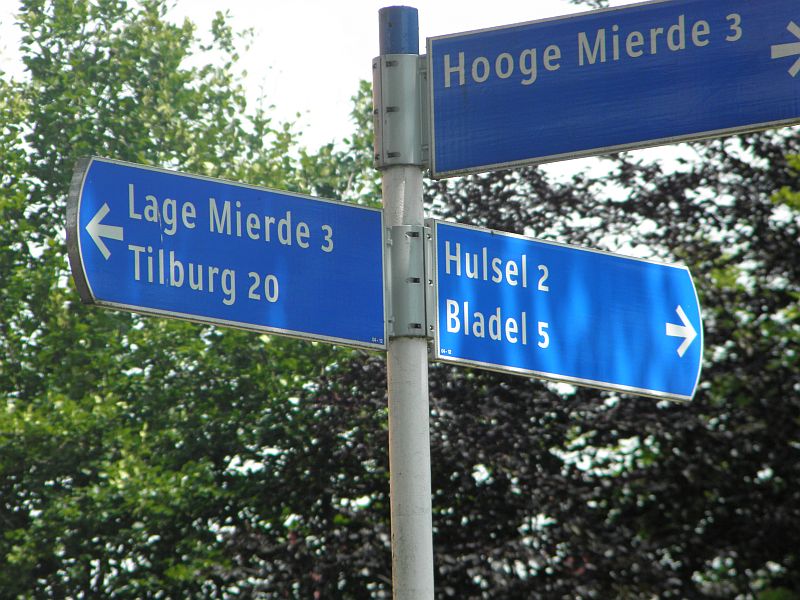 Hooge Mierde 3
Lage Mierde 3
Tilburg 20
Hulsel 2
Bladel 5